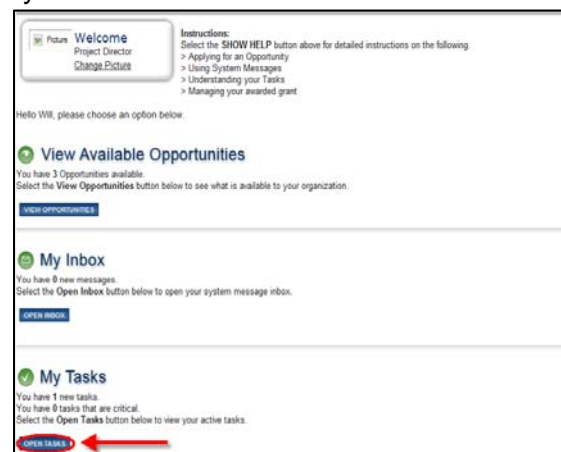 Picture Welcome
Project Director
Change Picture
Instructions:
Select the SHOW HELP button above for detailed instructions on the following.
> Applying for an Opportunity
> Using System Messages
> Understanding your Tasks
> Managing your awarded grant
Hello Will, please choose an option below.
View Available Opportunities
You have 3 Opportunities available.
Select the View Opportunities button below to see what is available to your organization.
VIEW OPPORTUNITIES
My Inbox
You have 0 new messages.
Select the Open Inbox button below to open your system message inbox.
OPEN INBOX
My Tasks
You have 1 new tasks.
You have 0 tasks that are critical.
Select the Open Tasks button below to view your active tasks.
OPEN TASKS